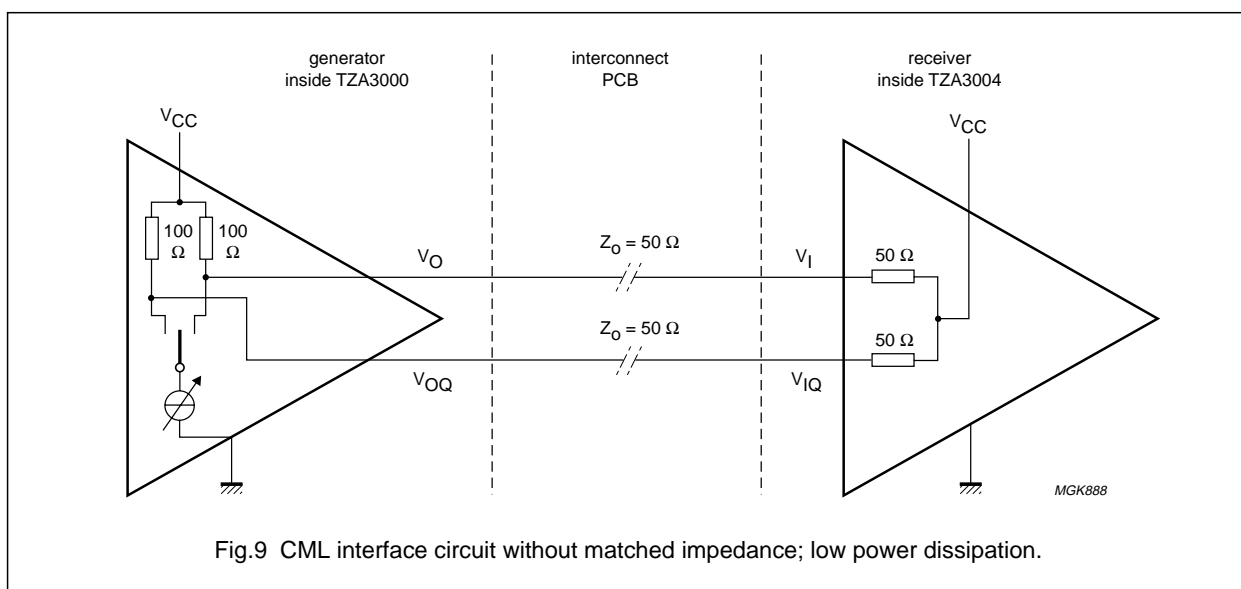 generator
inside TZA3000
interconnect
PCB
receiver
inside TZA3004
VCC
VCC
100
Ω
100
Ω
VO
Zo = 50 Ω
VI
50 Ω
Zo = 50 Ω
50 Ω
VOQ
VIQ
MGK888
Fig.9 CML interface circuit without matched impedance; low power dissipation.